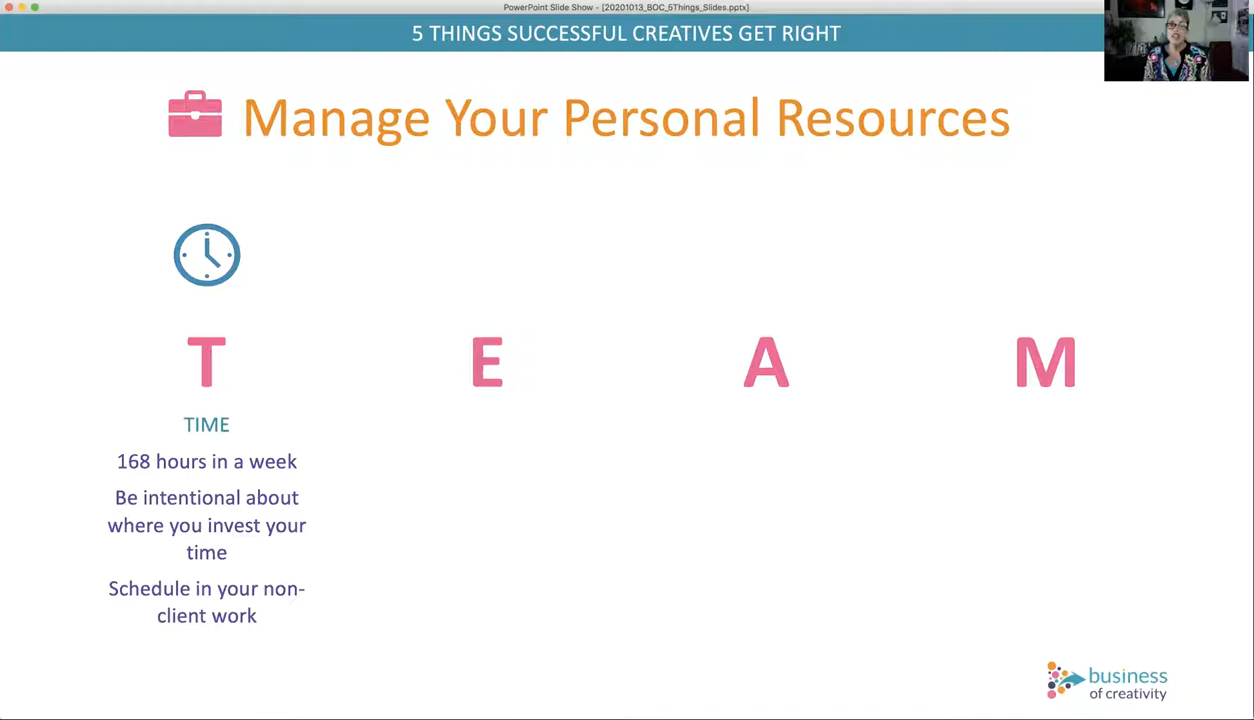 PowerPoint Slide Show - [20201013_BOC_5Things_Slides.pptx]
5 THINGS SUCCESSFUL CREATIVES GET RIGHT
Manage Your Personal Resources
T E A M
TIME
168 hours in a week
Be intentional about
where you invest your
time
Schedule in your non-
client work
business
of creativity